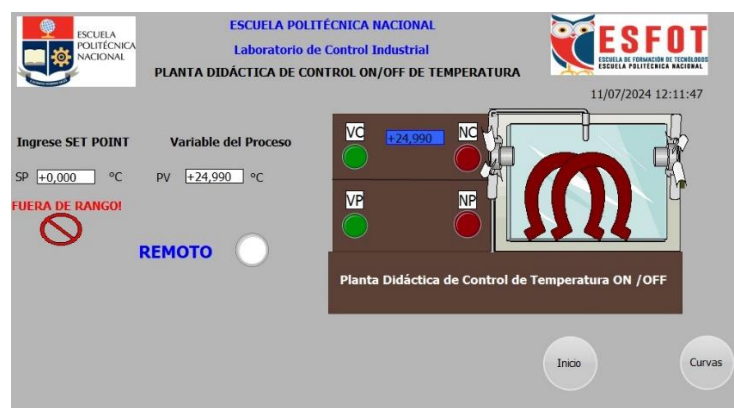 ESCUELA
POLITÉCNICA
NACIONAL
ESCUELA POLITÉCNICA NACIONAL
Laboratorio de Control Industrial
PLANTA DIDÁCTICA DE CONTROL ON/OFF DE TEMPERATURA
ESFOT
ESCUELA DE FORMACIÓN DE TECNÓLOGOS
ESCUELA POLITÉCNICA NACIONAL
11/07/2024 12:11:47
Ingrese SET POINT
Variable del Proceso
SP +0,000 °C
PV +24,990 °C
FUERA DE RANGO!
REMOTO
VC +24,990 NC
VP NP
Planta Didáctica de Control de Temperatura ON /OFF
Inicio
Curvas